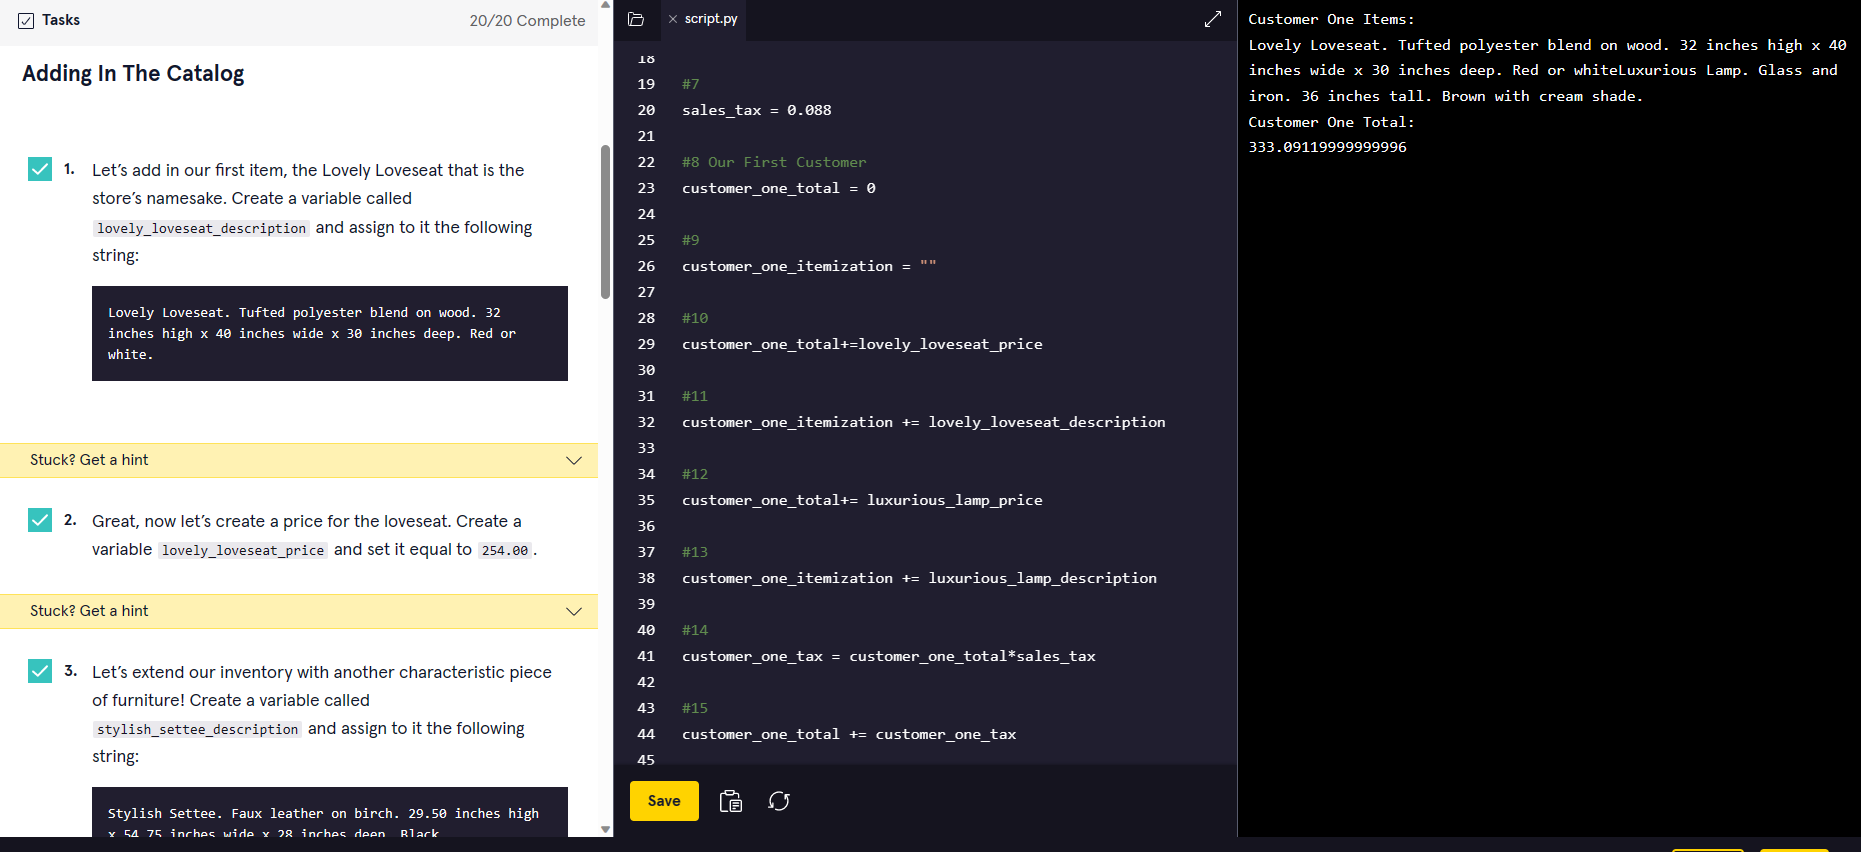 Tasks
20/20 Complete
Adding In The Catalog
1. Let's add in our first item, the Lovely Loveseat that is the
store's namesake. Create a variable called
lovely_loveseat_description and assign to it the following
string:
Lovely Loveseat. Tufted polyester blend on wood. 32
inches high x 40 inches wide x 30 inches deep. Red or
white.
Stuck? Get a hint
2. Great, now let's create a price for the loveseat. Create a
variable lovely_loveseat_price and set it equal to 254.00.
Stuck? Get a hint
3. Let's extend our inventory with another characteristic piece
of furniture! Create a variable called
stylish_settee_description and assign to it the following
string:
Stylish Settee. Faux leather on birch. 29.50 inches high
x 54.75 inches wide x 28 inches deep. Black.
script.py
18
19 #7
20 sales_tax = 0.088
21
22 #8 Our First Customer
23 customer_one_total = 0
24
25 #9
26 customer_one_itemization = ""
27
28 #10
29 customer_one_total+=lovely_loveseat_price
30
31 #11
32 customer_one_itemization += lovely_loveseat_description
33
34 #12
35 customer_one_total+= luxurious_lamp_price
36
37 #13
38 customer_one_itemization += luxurious_lamp_description
39
40 #14
41 customer_one_tax = customer_one_total*sales_tax
42
43 #15
44 customer_one_total += customer_one_tax
45
Save
Customer One Items:
Lovely Loveseat. Tufted polyester blend on wood. 32 inches high x 40
inches wide x 30 inches deep. Red or whiteLuxurious Lamp. Glass and
iron. 36 inches tall. Brown with cream shade.
Customer One Total:
333.09119999999996